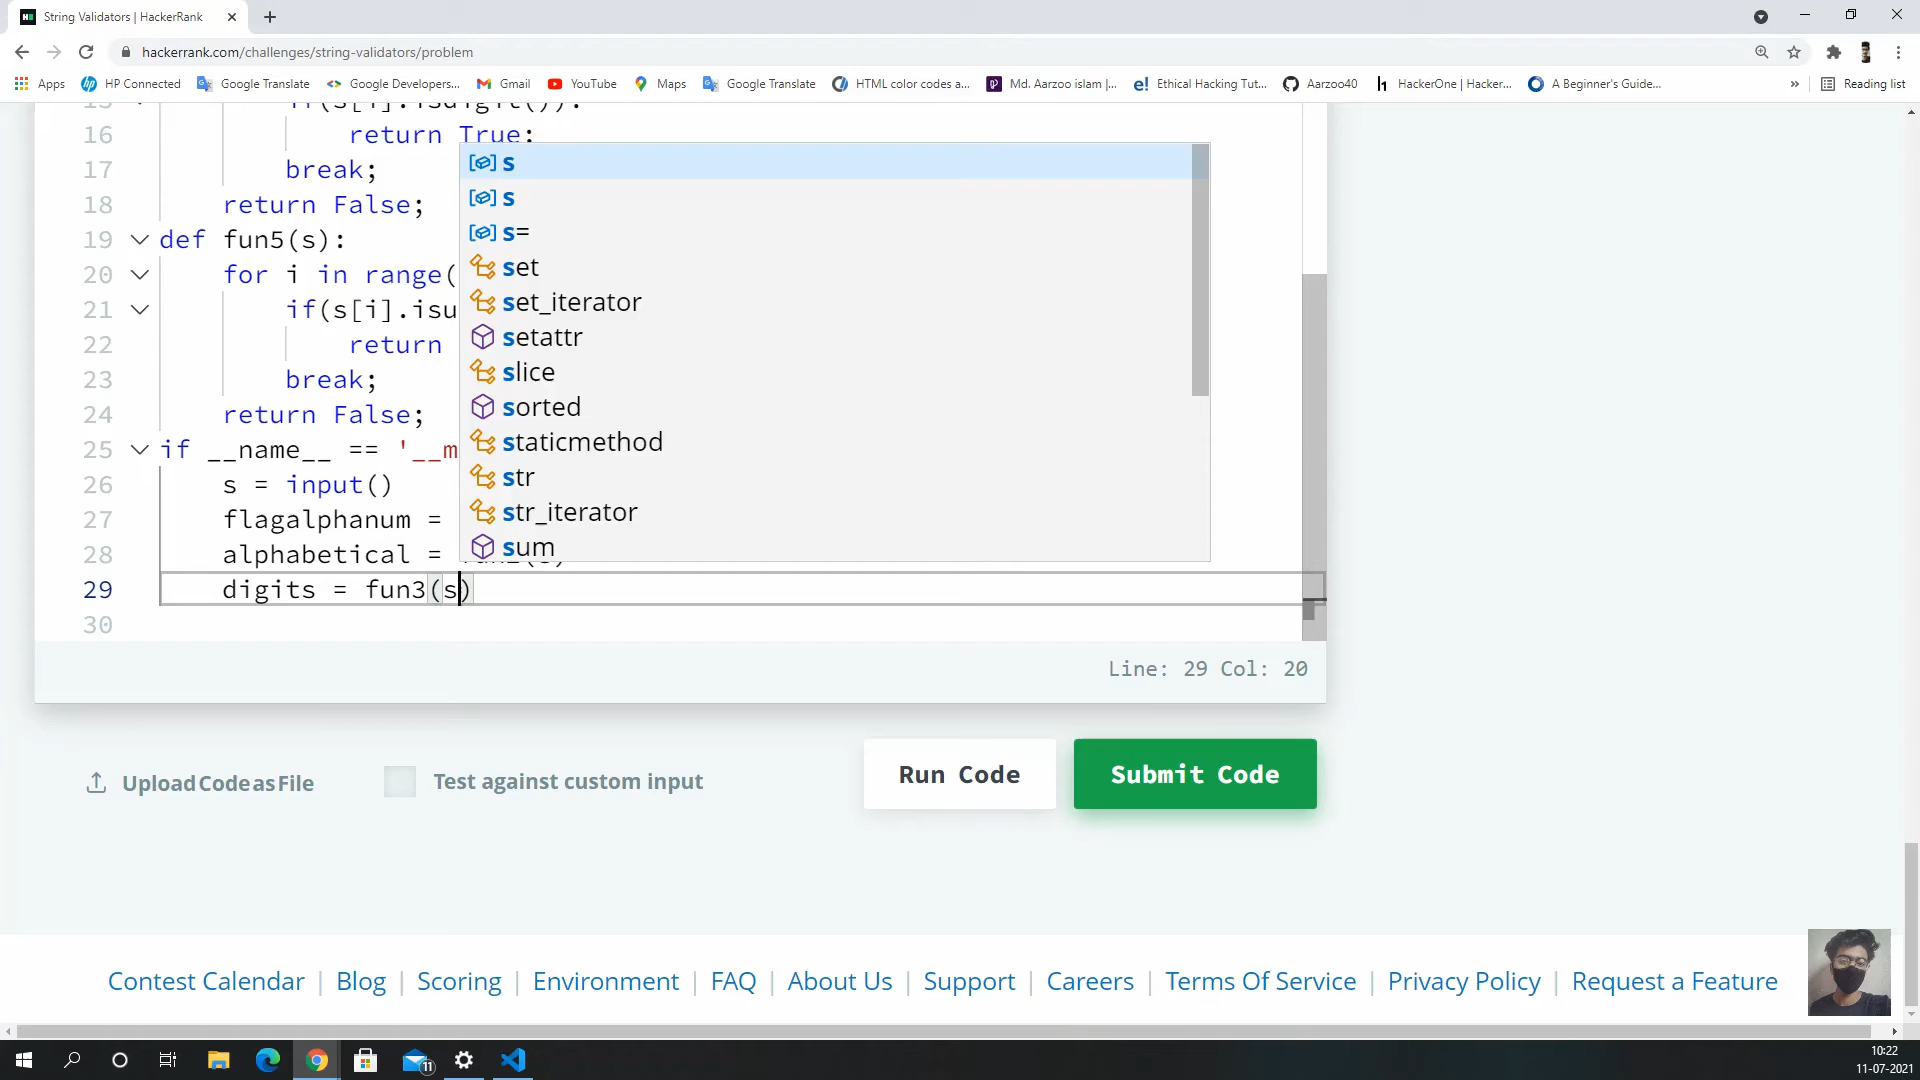 String Validators | HackerRank
hackerrank.com/challenges/string-validators/problem
Apps HP Connected Google Translate Google Developers... Gmail YouTube Maps Google Translate HTML color codes a... Md. Aarzoo islam |... Ethical Hacking Tut... Aarzoo40 HackerOne | Hacker... A Beginner's Guide... » Reading list
15 if(s[i].isdigit()):
16 return True;
17 break;
18 return False;
19 def fun5(s):
20 for i in range(
21 if(s[i].isu
22 return
23 break;
24 return False;
25 if __name__ == '__m
26 s = input()
27 flagalphanum =
28 alphabetical = fun2(s)
29 digits = fun3(s)
30
s
s
s=
set
set_iterator
setattr
slice
sorted
staticmethod
str
str_iterator
sum
Line: 29 Col: 20
Upload Code as File Test against custom input Run Code Submit Code
Contest Calendar | Blog | Scoring | Environment | FAQ | About Us | Support | Careers | Terms Of Service | Privacy Policy | Request a Feature
11
10:22
11-07-2021